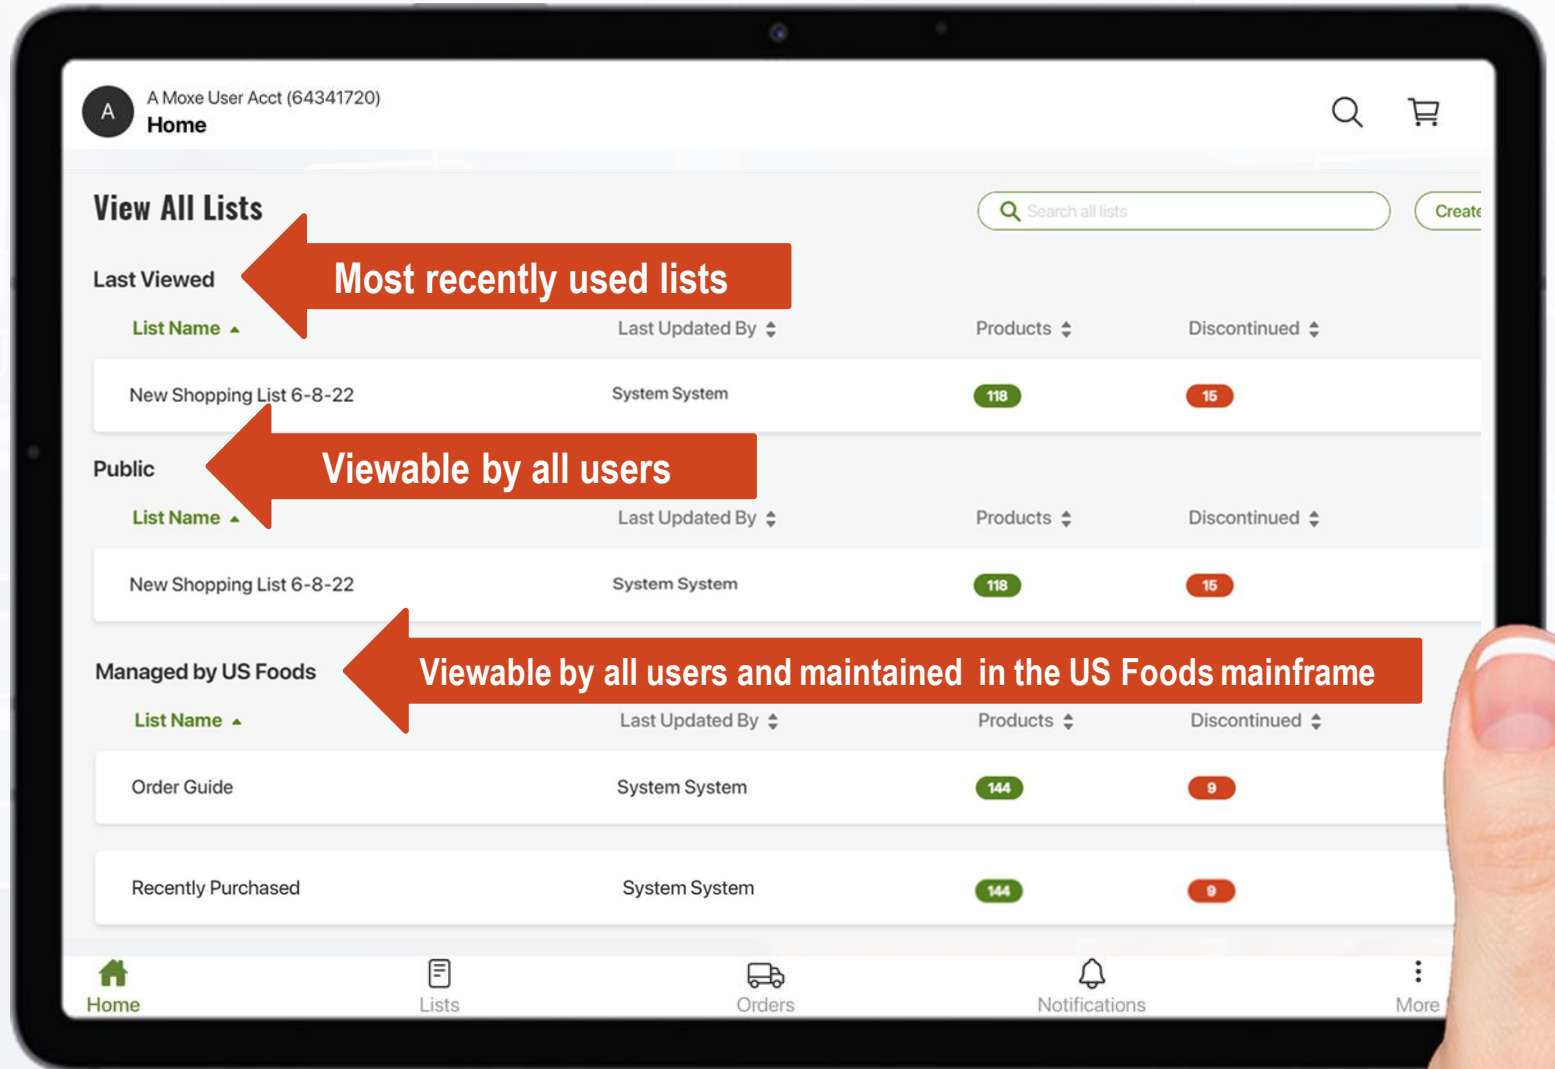 A
A Moxe User Acct (64341720)
Home
View All Lists
Search all lists
Create
Last Viewed
Most recently used lists
List Name
Last Updated By
Products
Discontinued
New Shopping List 6-8-22
System System
118
15
Public
Viewable by all users
List Name
Last Updated By
Products
Discontinued
New Shopping List 6-8-22
System System
118
15
Managed by US Foods
Viewable by all users and maintained in the US Foods mainframe
List Name
Last Updated By
Products
Discontinued
Order Guide
System System
144
9
Recently Purchased
System System
144
9
Home
Lists
Orders
Notifications
More